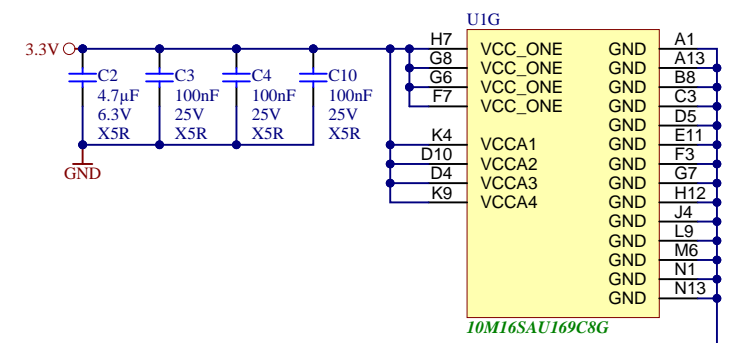 U1G
3.3V
C2
4.7µF
6.3V
X5R
C3
100nF
25V
X5R
C4
100nF
25V
X5R
C10
100nF
25V
X5R
GND
H7 VCC_ONE GND A1
G8 VCC_ONE GND A13
G6 VCC_ONE GND B8
F7 VCC_ONE GND C3
GND D5
K4 VCCA1 GND E11
D10 VCCA2 GND F3
D4 VCCA3 GND G7
K9 VCCA4 GND H12
GND J4
GND L9
GND M6
GND N1
GND N13
10M16SAU169C8G